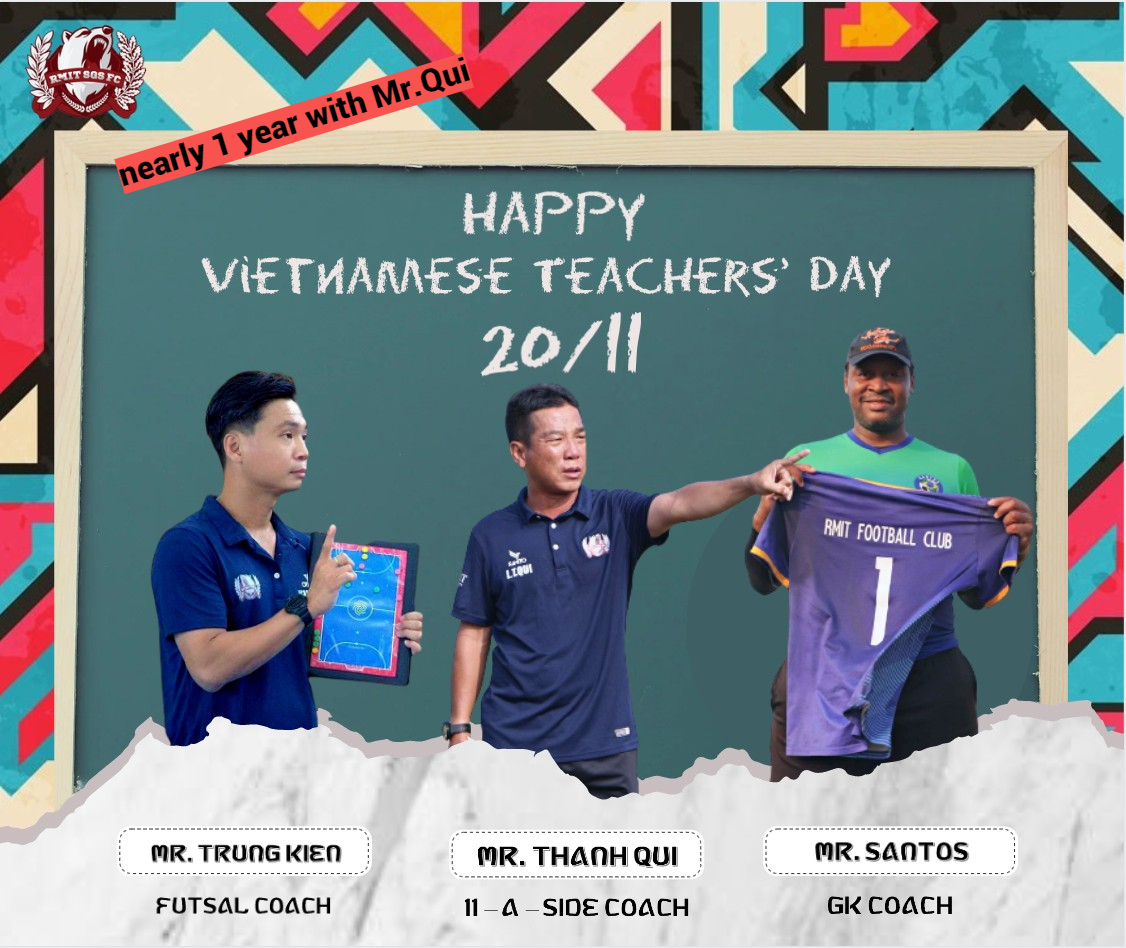 RMIT SGS FC
nearly 1 year with Mr.Qui
HAPPY
VIETNAMESE TEACHERS' DAY
20/11
RMIT FOOTBALL CLUB
1
L.T.QUI
MR. TRUNG KIEN
MR. THANH QUI
MR. SANTOS
FUTSAL COACH
11 – A – SIDE COACH
GK COACH